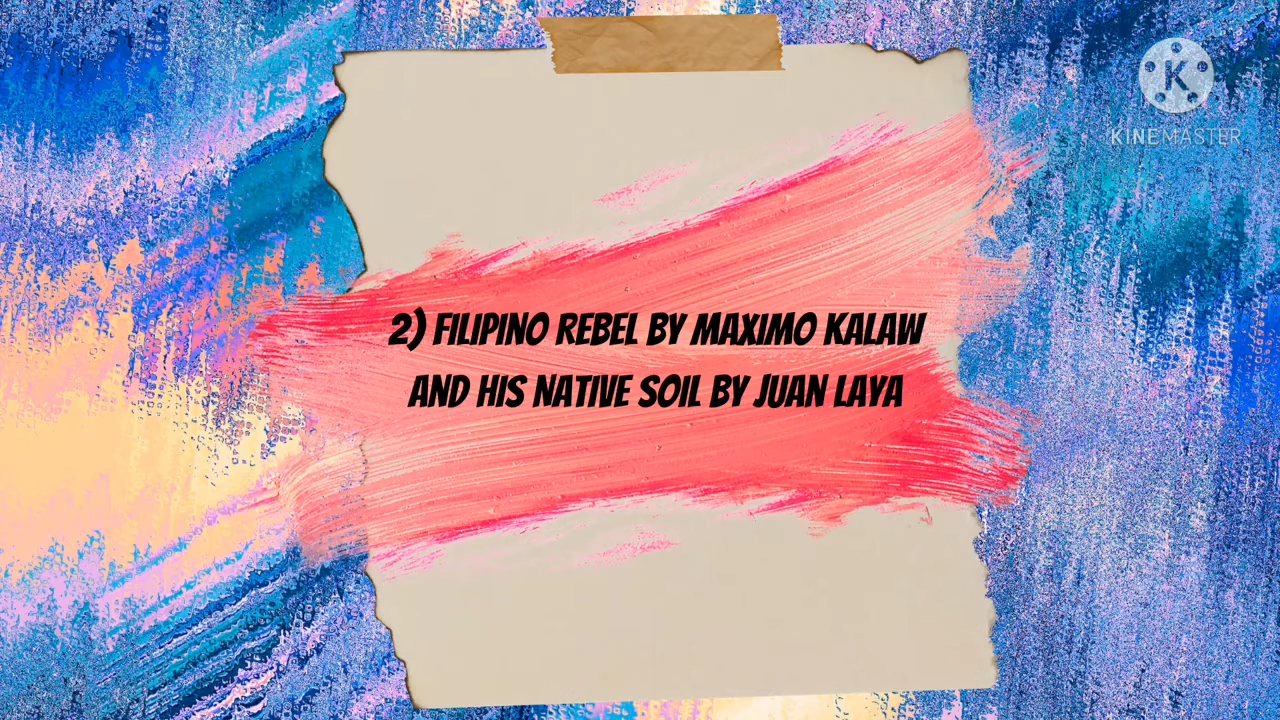 K
KINEMASTER
2) FILIPINO REBEL BY MAXIMO KALAW
AND HIS NATIVE SOIL BY JUAN LAYA